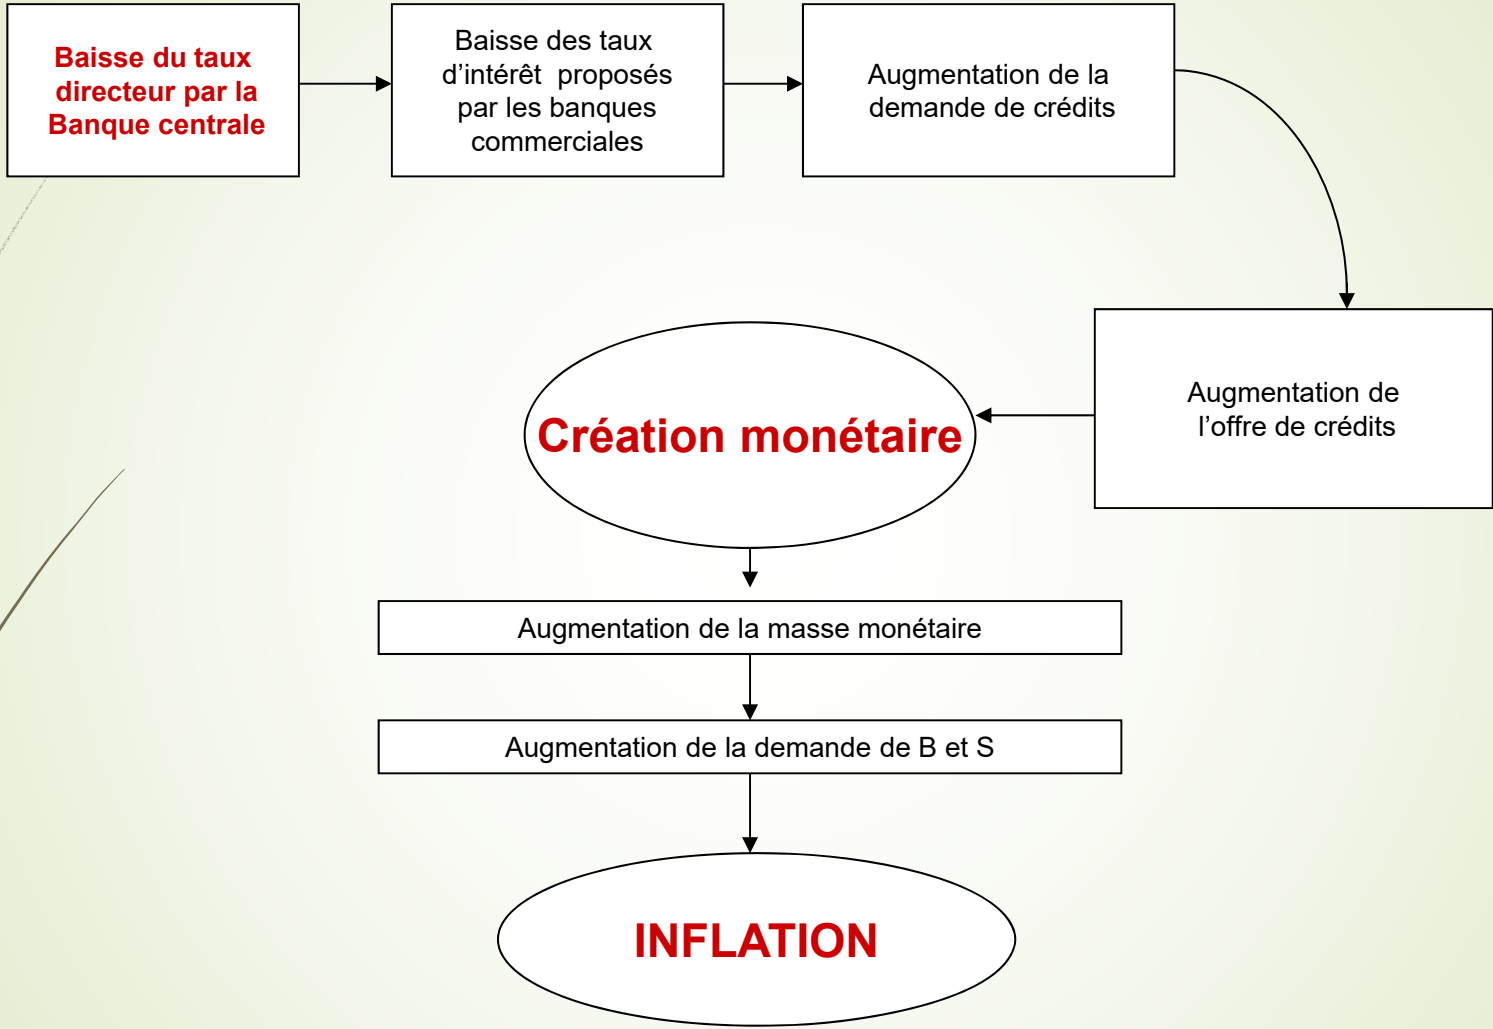 Baisse du taux
directeur par la
Banque centrale
Baisse des taux
d’intérêt proposés
par les banques
commerciales
Augmentation de la
demande de crédits
Augmentation de
l’offre de crédits
Création monétaire
Augmentation de la masse monétaire
Augmentation de la demande de B et S
INFLATION